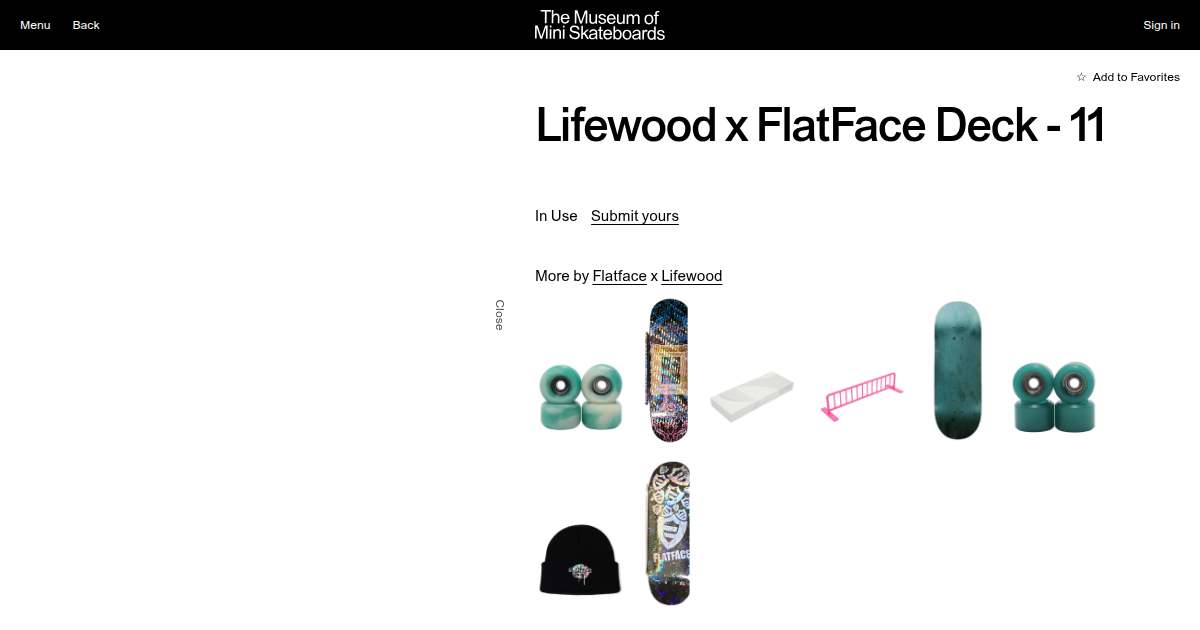 Menu Back
The Museum of
Mini Skateboards
Sign in
☆ Add to Favorites
Lifewood x FlatFace Deck - 11
In Use Submit yours
More by Flatface x Lifewood
Close
FLATFACE